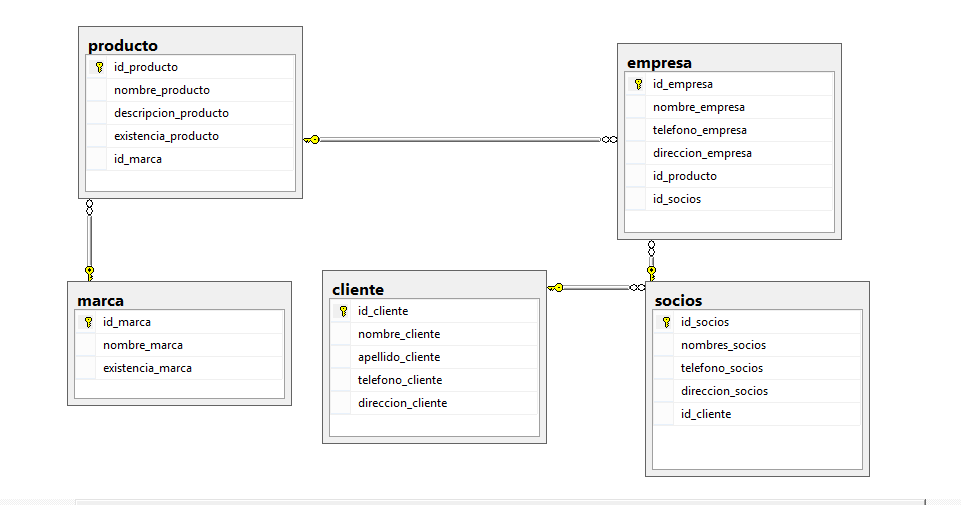 producto
id_producto
nombre_producto
descripcion_producto
existencia_producto
id_marca
empresa
id_empresa
nombre_empresa
telefono_empresa
direccion_empresa
id_producto
id_socios
marca
id_marca
nombre_marca
existencia_marca
cliente
id_cliente
nombre_cliente
apellido_cliente
telefono_cliente
direccion_cliente
socios
id_socios
nombres_socios
telefono_socios
direccion_socios
id_cliente